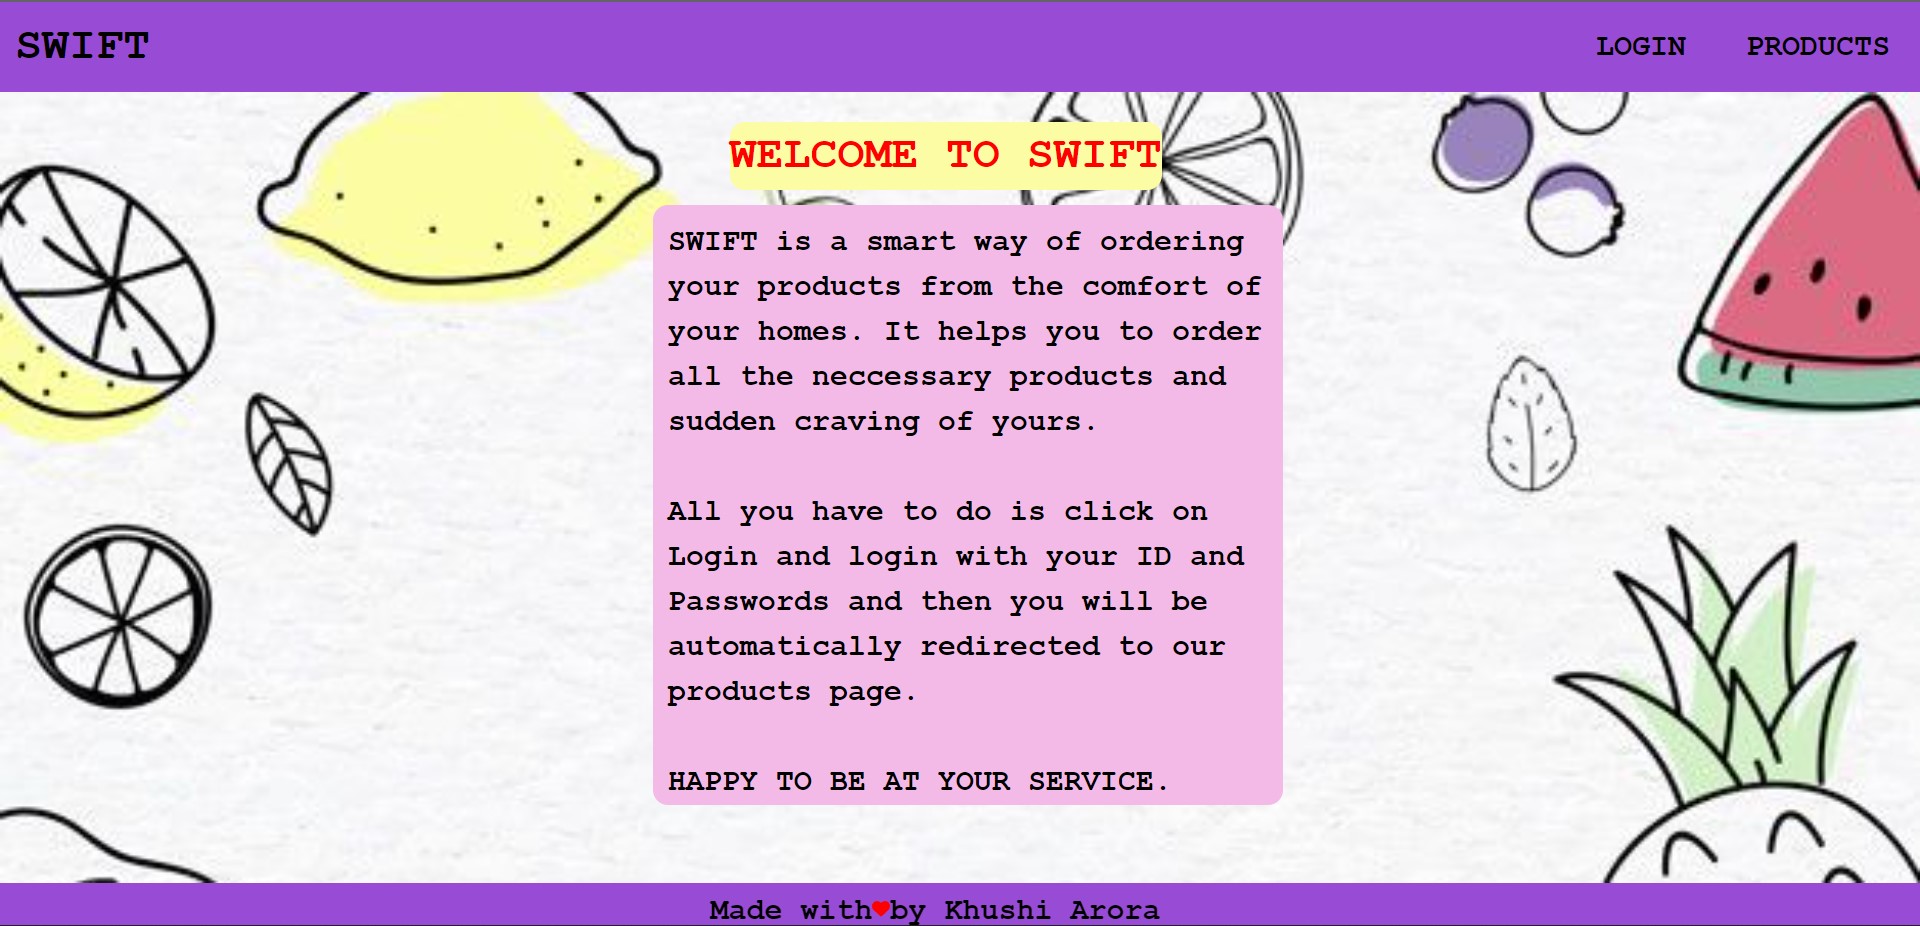 SWIFT
LOGIN PRODUCTS
WELCOME TO SWIFT
SWIFT is a smart way of ordering
your products from the comfort of
your homes. It helps you to order
all the neccessary products and
sudden craving of yours.
All you have to do is click on
Login and login with your ID and
Passwords and then you will be
automatically redirected to our
products page.
HAPPY TO BE AT YOUR SERVICE.
Made with❤by Khushi Arora